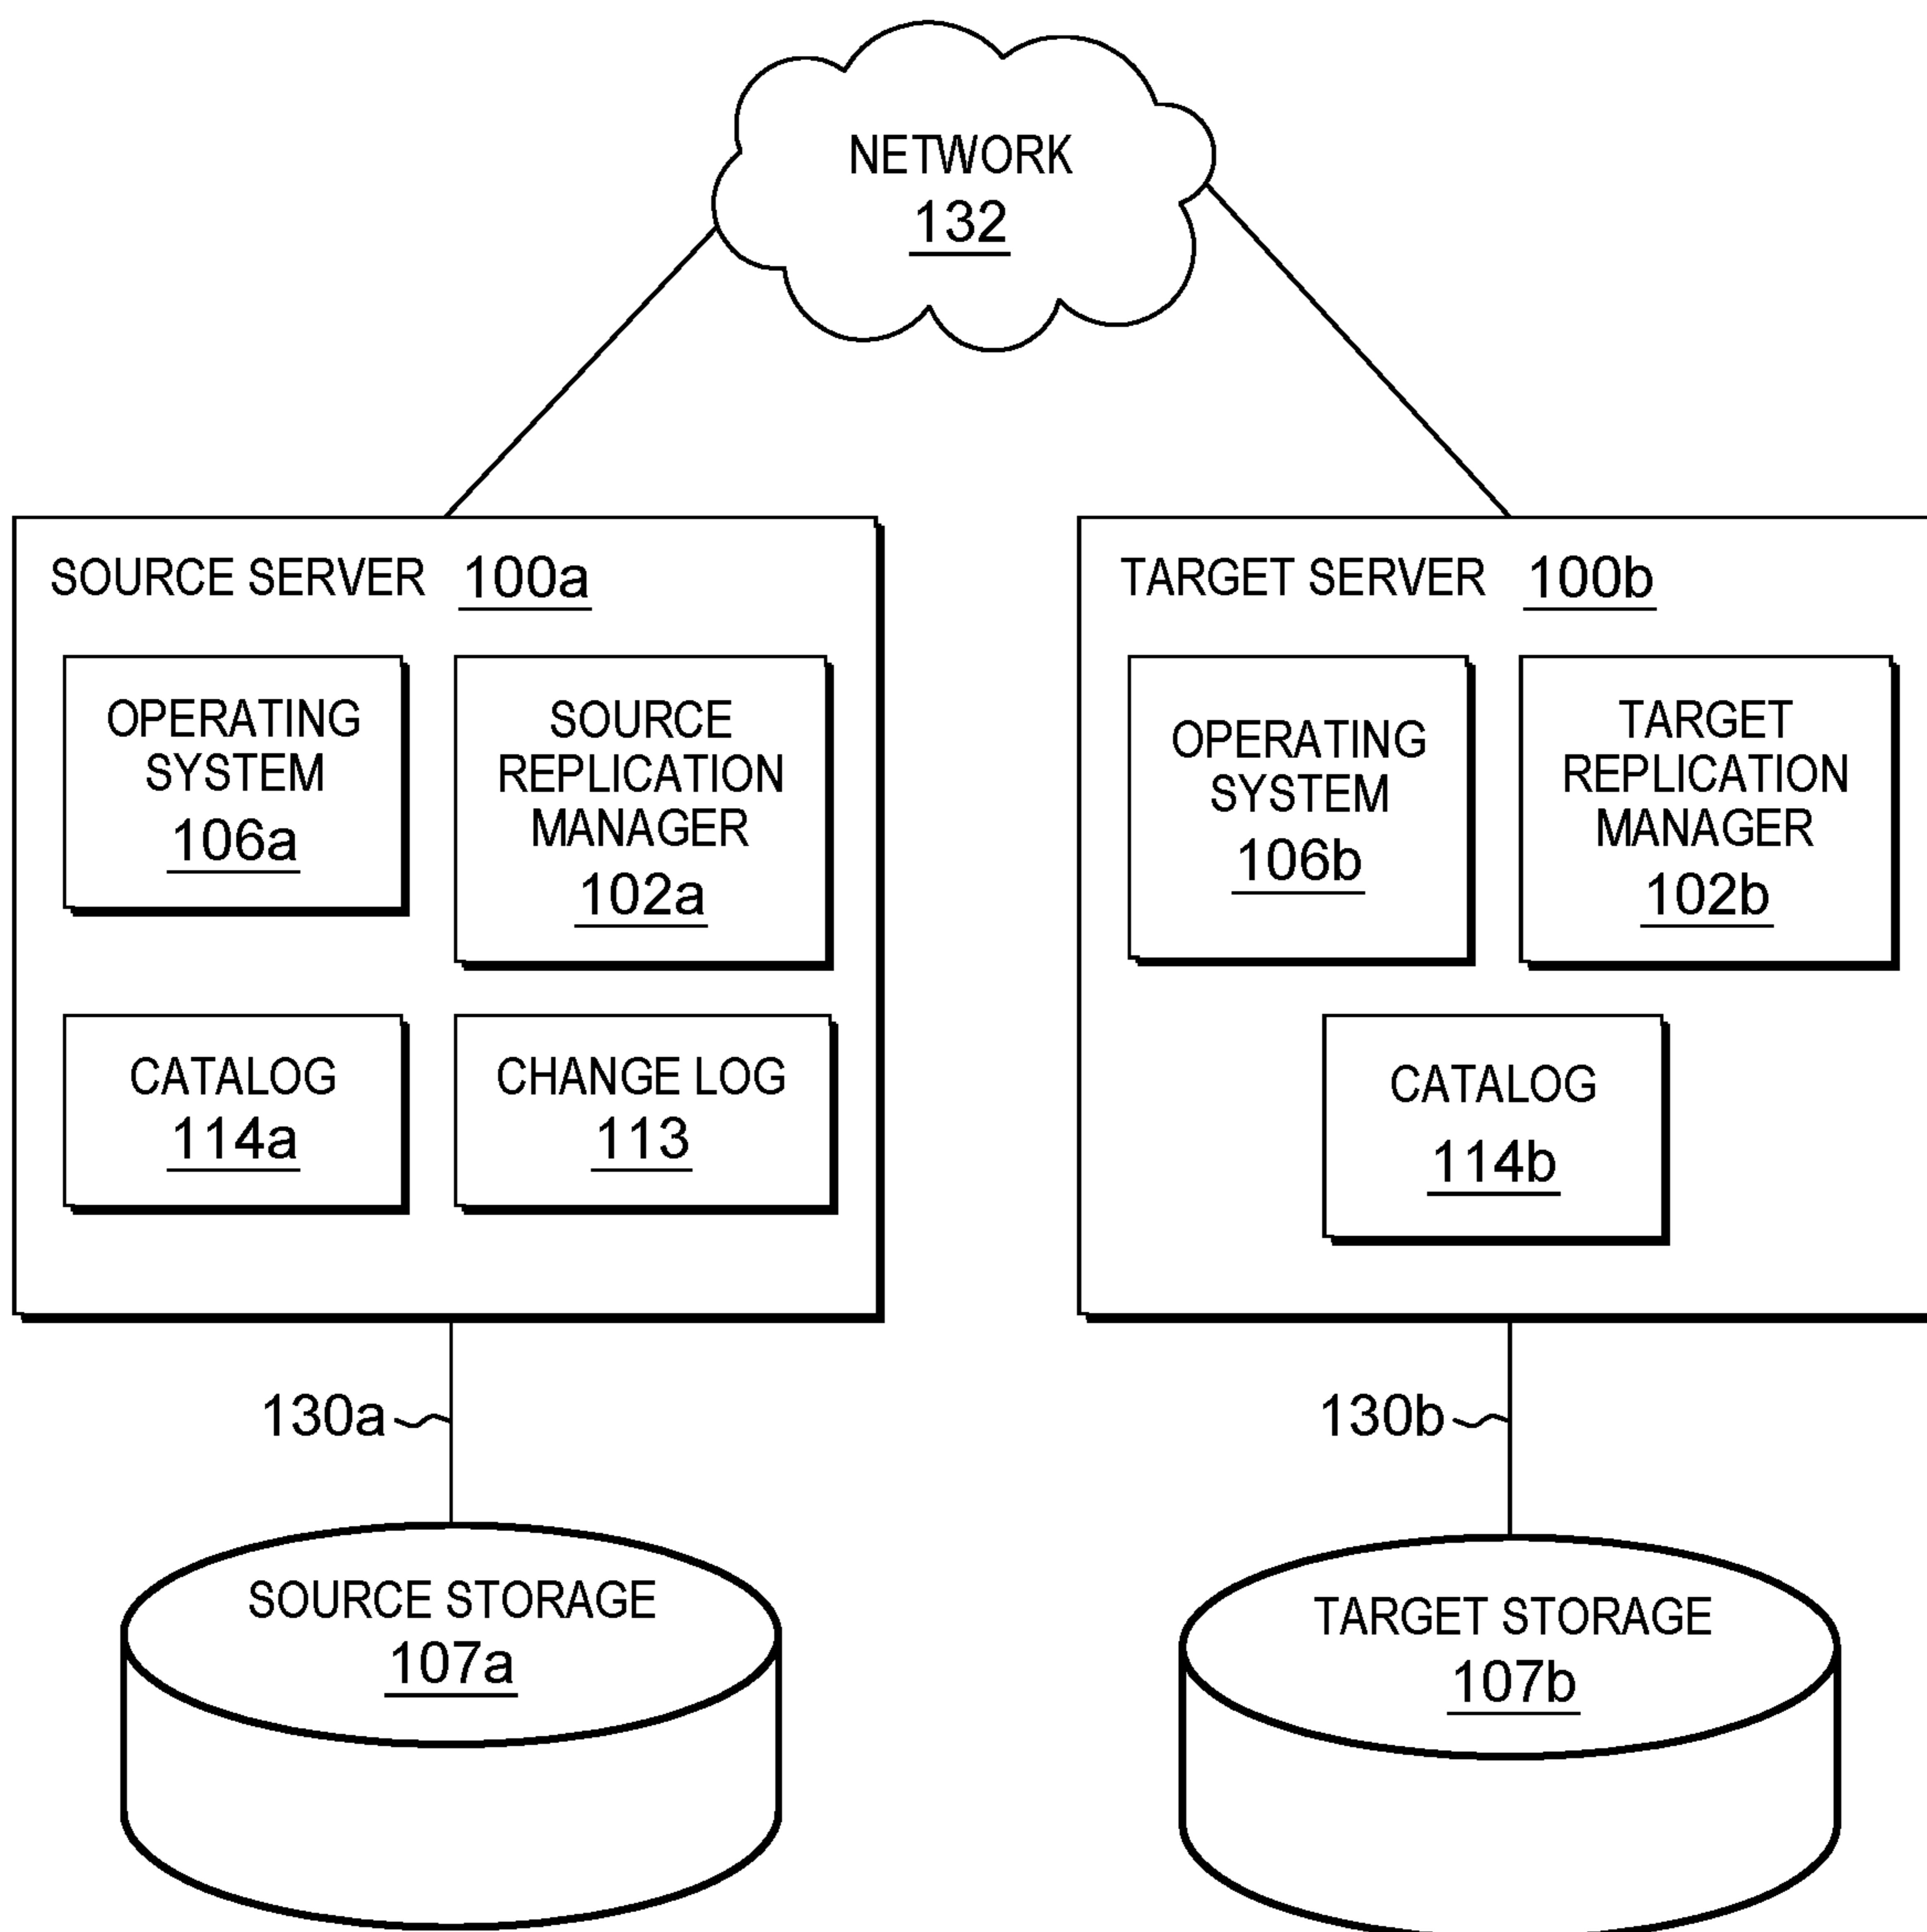 NETWORK
132
SOURCE SERVER 100a
OPERATING
SYSTEM
106a
SOURCE
REPLICATION
MANAGER
102a
CATALOG
114a
CHANGE LOG
113
TARGET SERVER 100b
OPERATING
SYSTEM
106b
TARGET
REPLICATION
MANAGER
102b
CATALOG
114b
130a
130b
SOURCE STORAGE
107a
TARGET STORAGE
107b